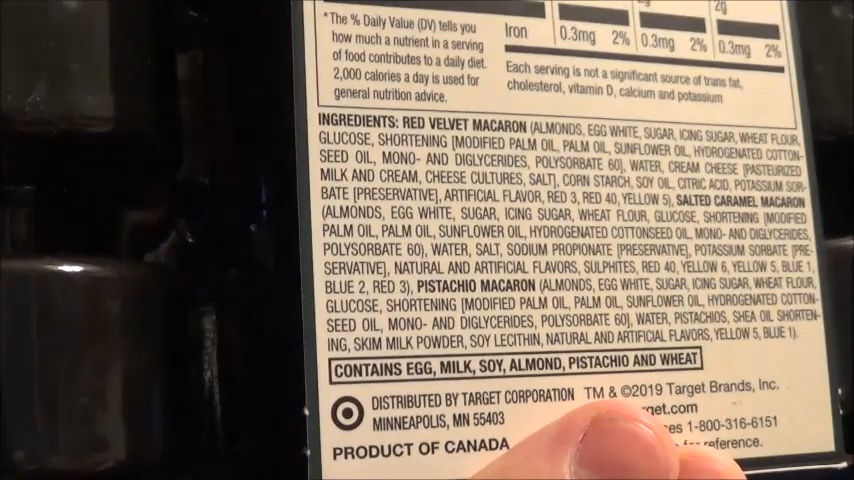 *The % Daily Value (DV) tells you
how much a nutrient in a serving
of food contributes to a daily diet.
2,000 calories a day is used for
general nutrition advice.
2g
Iron 0.3mg 2% 0.3mg 2% 0.3mg 2%
Each serving is not a significant source of trans fat,
cholesterol, vitamin D, calcium and potassium
INGREDIENTS: RED VELVET MACARON (ALMONDS, EGG WHITE, SUGAR, ICING SUGAR, WHEAT FLOUR,
GLUCOSE, SHORTENING [MODIFIED PALM OIL, PALM OIL, SUNFLOWER OIL, HYDROGENATED COTTON-
SEED OIL, MONO- AND DIGLYCERIDES, POLYSORBATE 60], WATER, CREAM CHEESE [PASTEURIZED
MILK AND CREAM, CHEESE CULTURES, SALT], CORN STARCH, SOY OIL, CITRIC ACID, POTASSIUM SOR-
BATE [PRESERVATIVE], ARTIFICIAL FLAVOR, RED 3, RED 40, YELLOW 5), SALTED CARAMEL MACARON
(ALMONDS, EGG WHITE, SUGAR, ICING SUGAR, WHEAT FLOUR, GLUCOSE, SHORTENING [MODIFIED
PALM OIL, PALM OIL, SUNFLOWER OIL, HYDROGENATED COTTONSEED OIL, MONO- AND DIGLYCERIDES,
POLYSORBATE 60), WATER, SALT, SODIUM PROPIONATE [PRESERVATIVE], POTASSIUM SORBATE [PRE-
SERVATIVE], NATURAL AND ARTIFICIAL FLAVORS, SULPHITES, RED 40, YELLOW 6, YELLOW 5, BLUE 1,
BLUE 2, RED 3), PISTACHIO MACARON (ALMONDS, EGG WHITE, SUGAR, ICING SUGAR, WHEAT FLOUR,
GLUCOSE, SHORTENING [MODIFIED PALM OIL, PALM OIL, SUNFLOWER OIL, HYDROGENATED COTTON-
SEED OIL, MONO- AND DIGLYCERIDES, POLYSORBATE 60], WATER, PISTACHIOS, SHEA OIL SHORTEN-
ING, SKIM MILK POWDER, SOY LECITHIN, NATURAL AND ARTIFICIAL FLAVORS, YELLOW 5, BLUE 1).
CONTAINS EGG, MILK, SOY, ALMOND, PISTACHIO AND WHEAT
DISTRIBUTED BY TARGET CORPORATION TM & ©2019 Target Brands, Inc.
MINNEAPOLIS, MN 55403 rget.com
PRODUCT OF CANADA es 1-800-316-6151
for reference.